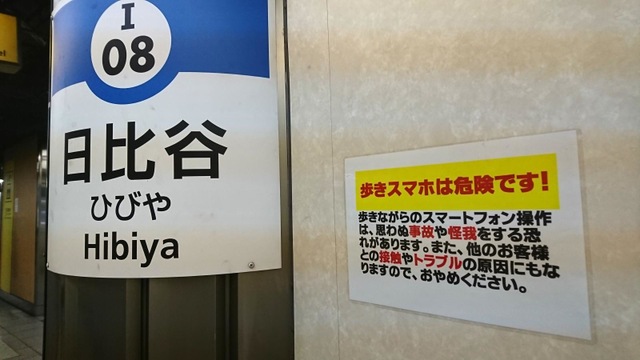 I
08
日比谷
ひびや
Hibiya
歩きスマホは危険です!
歩きながらのスマートフォン操作
は、思わぬ事故や怪我をする恐
れがあります。また、他のお客様
との接触やトラブルの原因にもな
りますので、おやめください。